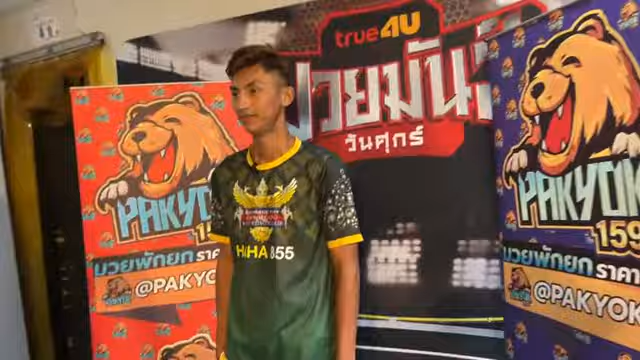 true4U
มวยมันส์
วันศุกร์
PAKYO
159
มวยพักยก ราคา
@PAKYOK
HAHA 855
PAKYOK
159
มวยพักยก ราคา
@PAKYOK